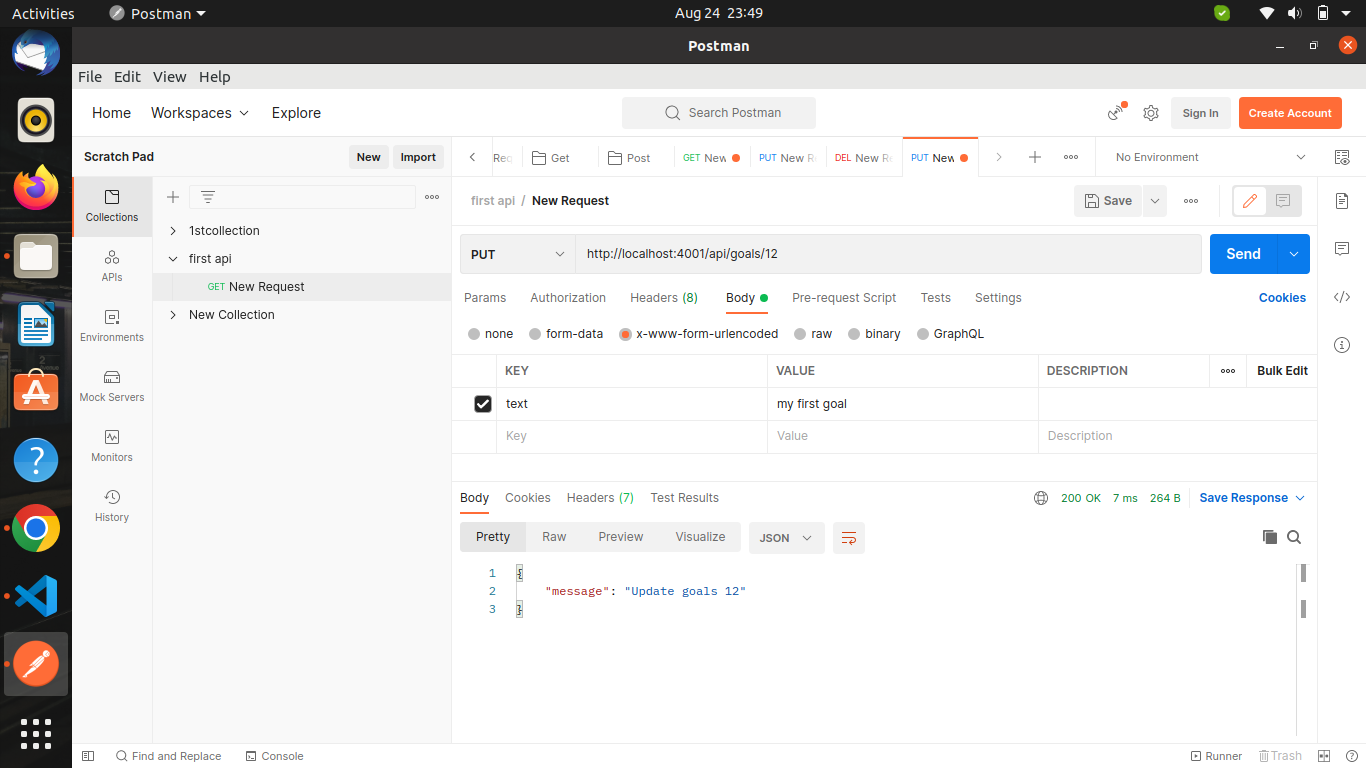 Activities
Postman
Aug 24 23:49
Postman
File Edit View Help
Home Workspaces Explore
Search Postman
Sign In
Create Account
Scratch Pad
New
Import
Get
Post
GET New
PUT New R
DEL New R
PUT New
No Environment
Collections
APIs
Environments
Mock Servers
Monitors
History
1stcollection
first api
GET New Request
New Collection
first api / New Request
Save
PUT
http://localhost:4001/api/goals/12
Send
Params Authorization Headers (8) Body Pre-request Script Tests Settings
Cookies
none form-data x-www-form-urlencoded raw binary GraphQL
KEY VALUE DESCRIPTION
Bulk Edit
text my first goal
Key Value Description
Body Cookies Headers (7) Test Results
200 OK 7 ms 264 B
Save Response
Pretty Raw Preview Visualize
JSON
1 {
2 "message": "Update goals 12"
3 }
Find and Replace
Console
Runner
Trash